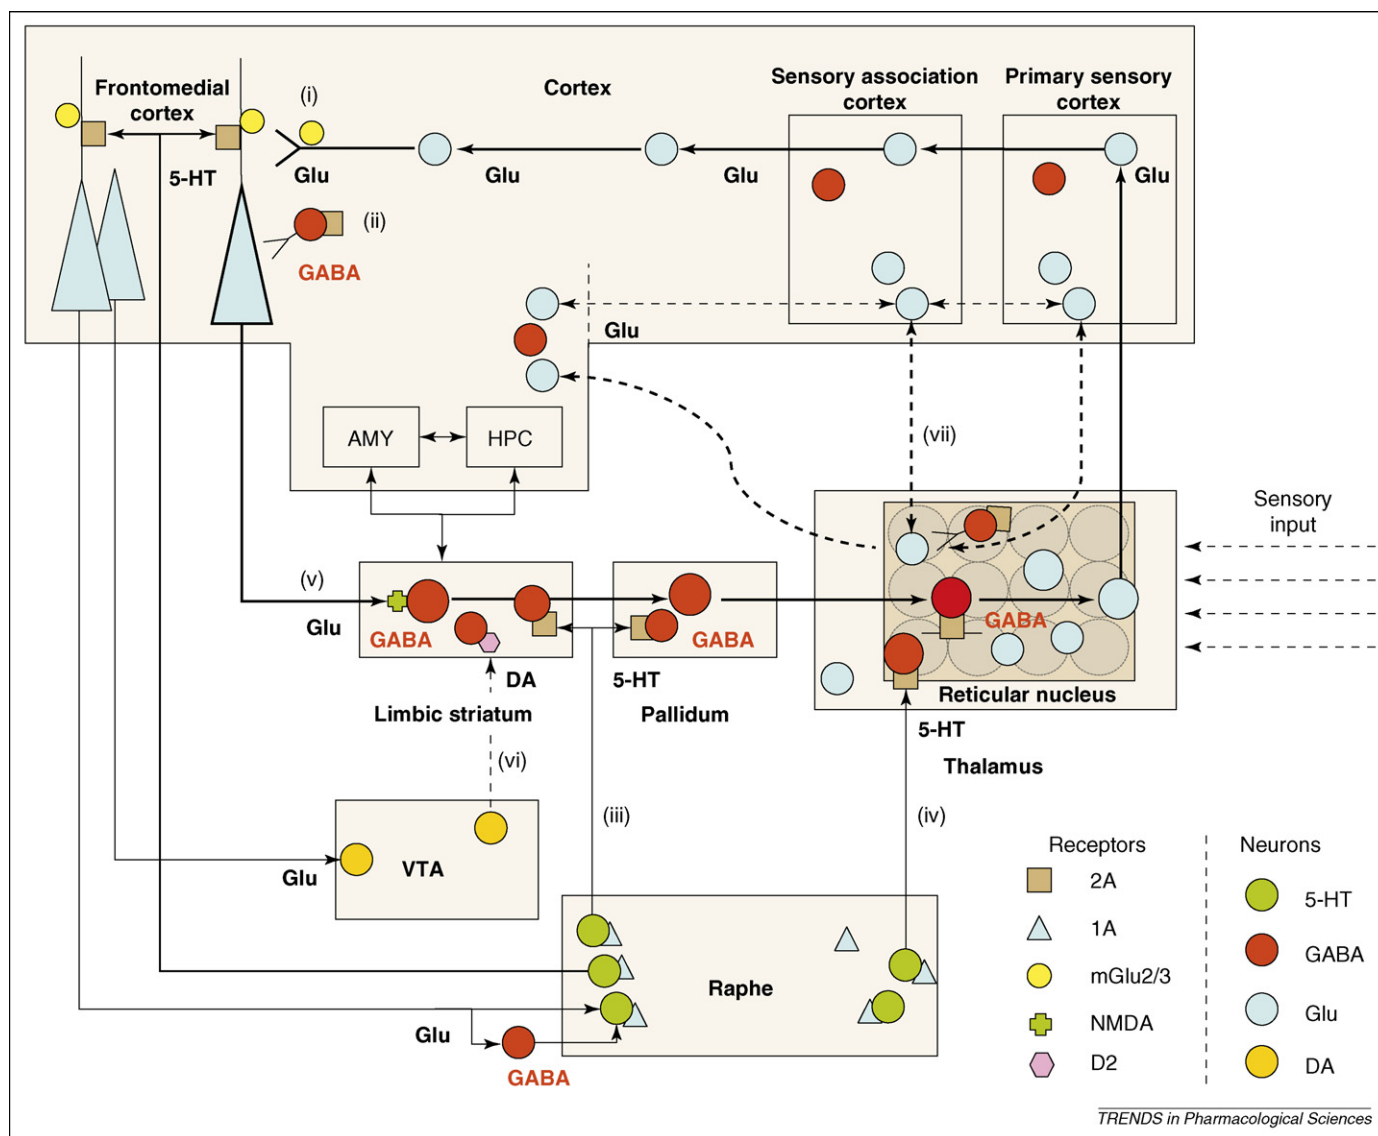 Frontomedial
cortex
(i)
Cortex
Sensory association
cortex
Primary sensory
cortex
5-HT
Glu
Glu
Glu
Glu
(ii)
GABA
Glu
AMY
HPC
(vii)
Sensory
input
(v)
Glu
GABA
DA
Limbic striatum
5-HT
GABA
Pallidum
GABA
Reticular nucleus
5-HT
Thalamus
(vi)
(iii)
(iv)
Glu
VTA
Raphe
Glu
GABA
Receptors
2A
1A
mGlu2/3
NMDA
D2
Neurons
5-HT
GABA
Glu
DA
TRENDS in Pharmacological Sciences